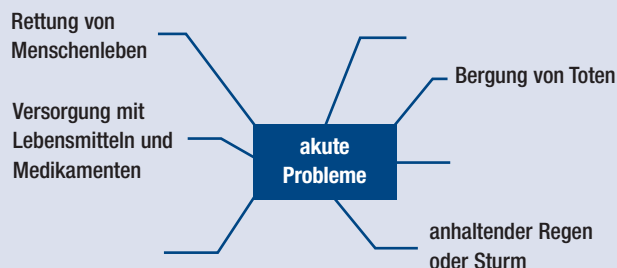 Rettung von
Menschenleben
Bergung von Toten
Versorgung mit
Lebensmitteln und
Medikamenten
akute
Probleme
anhaltender Regen
oder Sturm